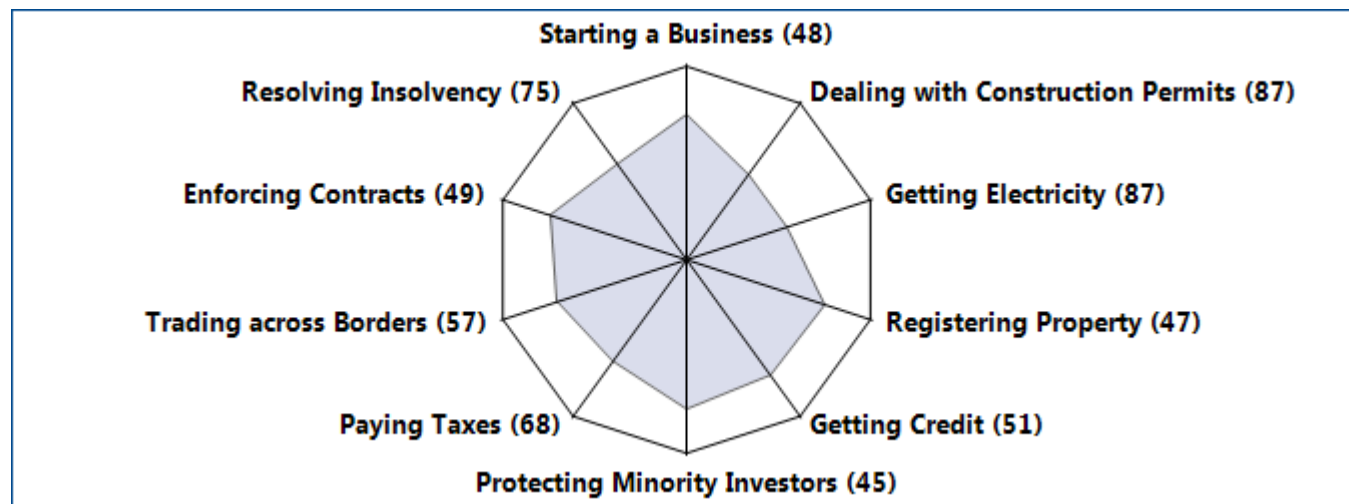 Starting a Business (48)
Resolving Insolvency (75)
Dealing with Construction Permits (87)
Enforcing Contracts (49)
Getting Electricity (87)
Trading across Borders (57)
Registering Property (47)
Paying Taxes (68)
Getting Credit (51)
Protecting Minority Investors (45)